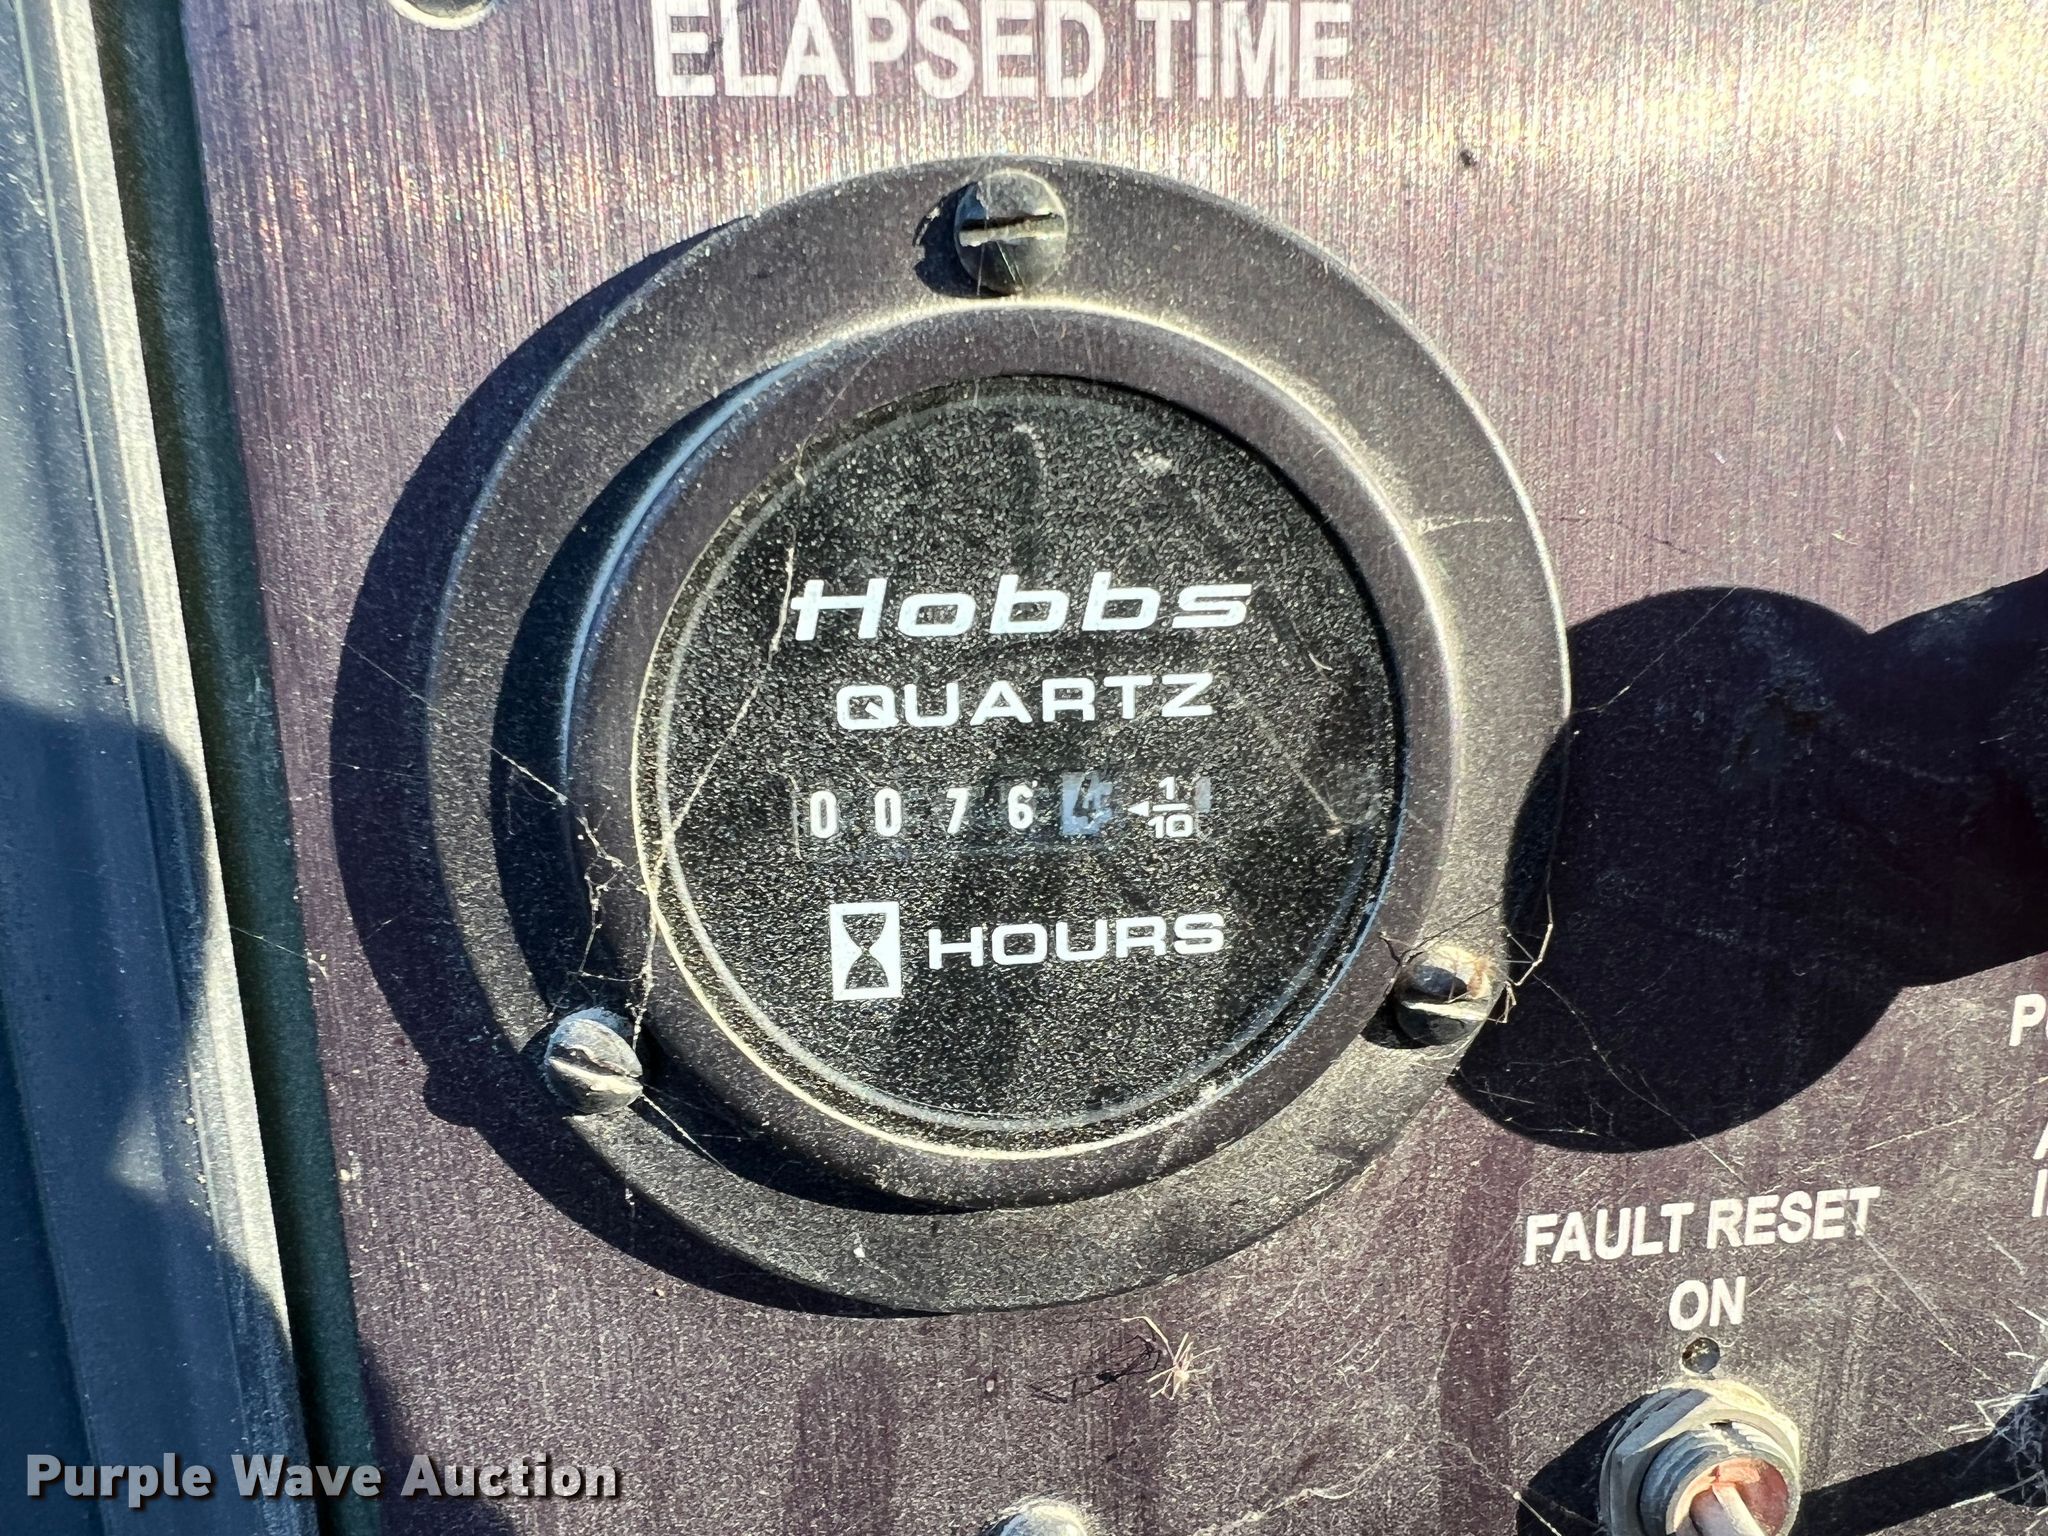 ELAPSED TIME
Hobbs
QUARTZ
0 0 7 6 4 ◄1/10
HOURS
FAULT RESET
ON
Purple Wave Auction